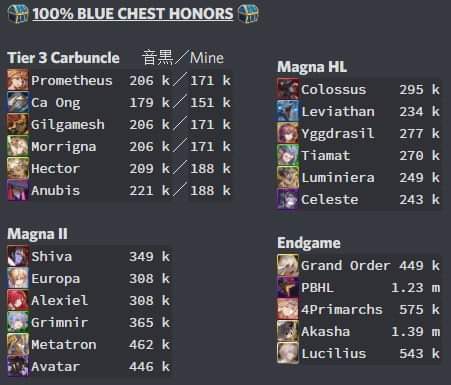 100% BLUE CHEST HONORS
Tier 3 Carbuncle 音黒／Mine
Prometheus 206 k／171 k
Ca Ong 179 k／151 k
Gilgamesh 206 k／171 k
Morrigna 206 k／171 k
Hector 209 k／188 k
Anubis 221 k／188 k
Magna II
Shiva 349 k
Europa 308 k
Alexiel 308 k
Grimnir 365 k
Metatron 462 k
Avatar 446 k
Magna HL
Colossus 295 k
Leviathan 234 k
Yggdrasil 277 k
Tiamat 270 k
Luminiera 249 k
Celeste 243 k
Endgame
Grand Order 449 k
PBHL 1.23 m
4Primarchs 575 k
Akasha 1.39 m
Lucilius 543 k